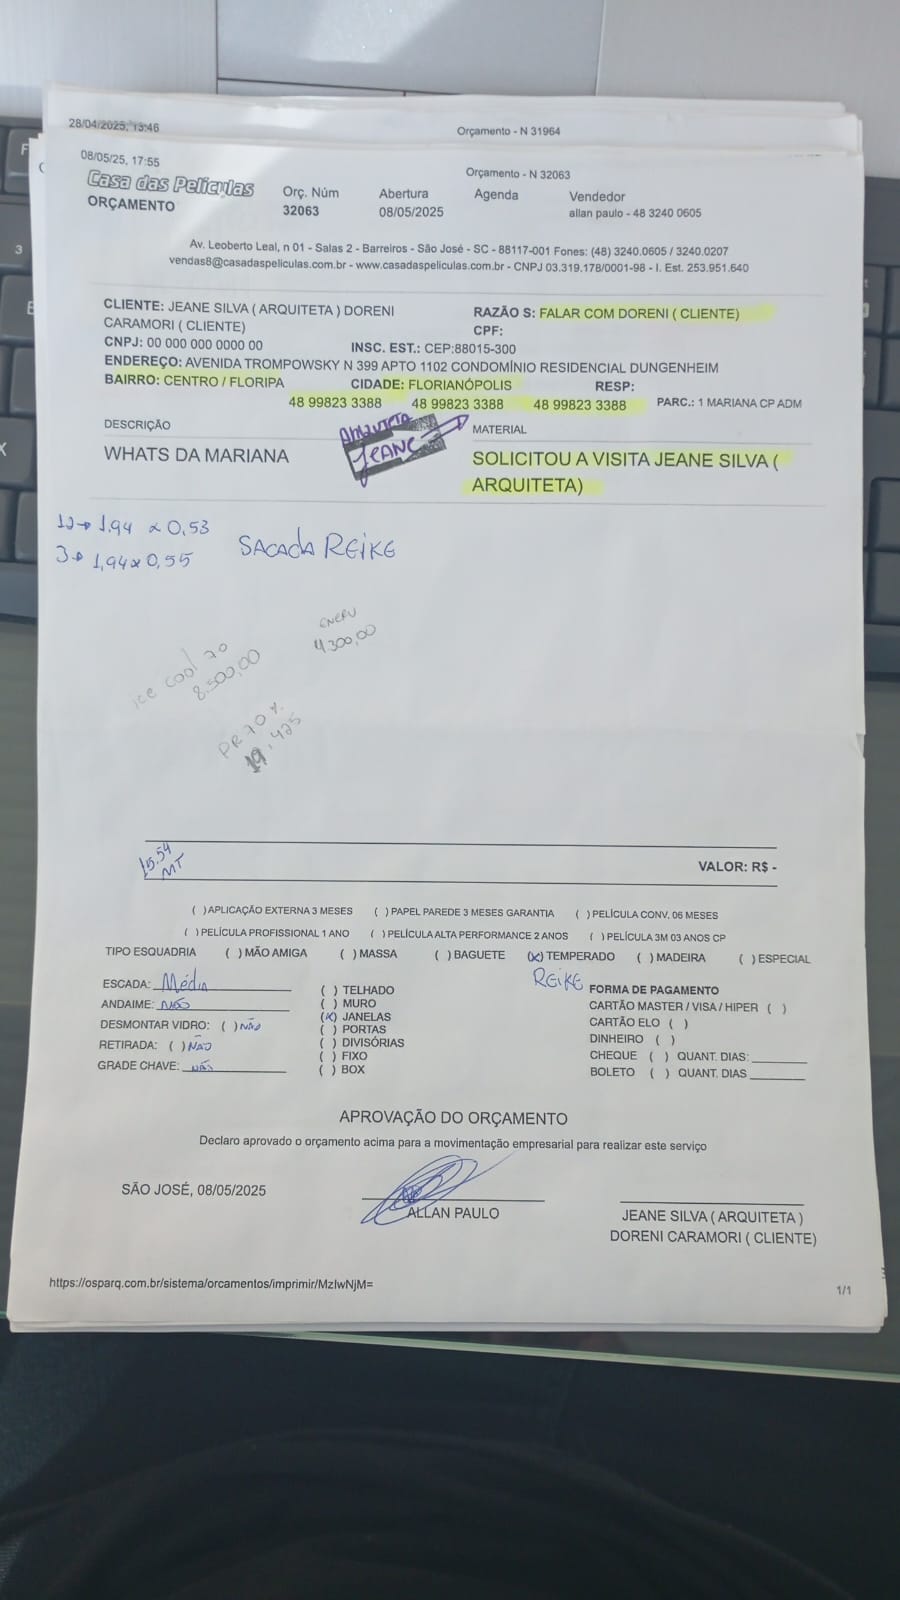 28/04/2025, 13:46
Orçamento - N 31964
08/05/25, 17:55
Orçamento - N 32063
Casa das Películas
ORÇAMENTO
Orç. Núm
32063
Abertura
08/05/2025
Agenda
Vendedor
allan paulo - 48 3240 0605
Av. Leoberto Leal, n 01 - Salas 2 - Barreiros - São José - SC - 88117-001 Fones: (48) 3240.0605 / 3240.0207
vendas8@casadaspeliculas.com.br - www.casadaspeliculas.com.br - CNPJ 03.319.178/0001-98 - I. Est. 253.951.640
CLIENTE: JEANE SILVA ( ARQUITETA ) DORENI
CARAMORI ( CLIENTE)
RAZÃO S: FALAR COM DORENI ( CLIENTE)
CPF:
CNPJ: 00 000 000 0000 00
INSC. EST.: CEP:88015-300
ENDEREÇO: AVENIDA TROMPOWSKY N 399 APTO 1102 CONDOMÍNIO RESIDENCIAL DUNGENHEIM
BAIRRO: CENTRO / FLORIPA CIDADE: FLORIANÓPOLIS RESP:
48 99823 3388 48 99823 3388 48 99823 3388 PARC.: 1 MARIANA CP ADM
DESCRIÇÃO
MATERIAL
ARQUITETA
JEANE
WHATS DA MARIANA
SOLICITOU A VISITA JEANE SILVA (
ARQUITETA)
12→ 1.94 x 0,53
3→ 1,94x0,55
SACADA REIKE
ICE COOL 70
8.500,00
4300,00
PR 70 %
19.425
15.54
MT
VALOR: R$ -
( )APLICAÇÃO EXTERNA 3 MESES ( ) PAPEL PAREDE 3 MESES GARANTIA ( ) PELÍCULA CONV. 06 MESES
( ) PELÍCULA PROFISSIONAL 1 ANO ( ) PELÍCULA ALTA PERFORMANCE 2 ANOS ( ) PELÍCULA 3M 03 ANOS CP
TIPO ESQUADRIA ( ) MÃO AMIGA ( ) MASSA ( ) BAGUETE (x) TEMPERADO ( ) MADEIRA ( ) ESPECIAL
REIKE
ESCADA: Média
ANDAIME: NÃO
DESMONTAR VIDRO: ( ) NÃO
RETIRADA: ( ) NÃO
GRADE CHAVE: NÃO
( ) TELHADO
( ) MURO
(x) JANELAS
( ) PORTAS
( ) DIVISÓRIAS
( ) FIXO
( ) BOX
FORMA DE PAGAMENTO
CARTÃO MASTER / VISA / HIPER ( )
CARTÃO ELO ( )
DINHEIRO ( )
CHEQUE ( ) QUANT. DIAS:
BOLETO ( ) QUANT. DIAS
APROVAÇÃO DO ORÇAMENTO
Declaro aprovado o orçamento acima para a movimentação empresarial para realizar este serviço
SÃO JOSÉ, 08/05/2025
ALLAN PAULO
JEANE SILVA ( ARQUITETA )
DORENI CARAMORI ( CLIENTE)
https://osparq.com.br/sistema/orcamentos/imprimir/MzIwNjM=
1/1